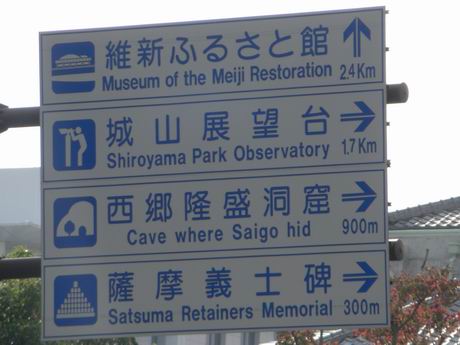 維新ふるさと館
Museum of the Meiji Restoration 2.4Km
城山展望台
Shiroyama Park Observatory 1.7Km
西郷隆盛洞窟
Cave where Saigo hid 900m
薩摩義士碑
Satsuma Retainers Memorial 300m